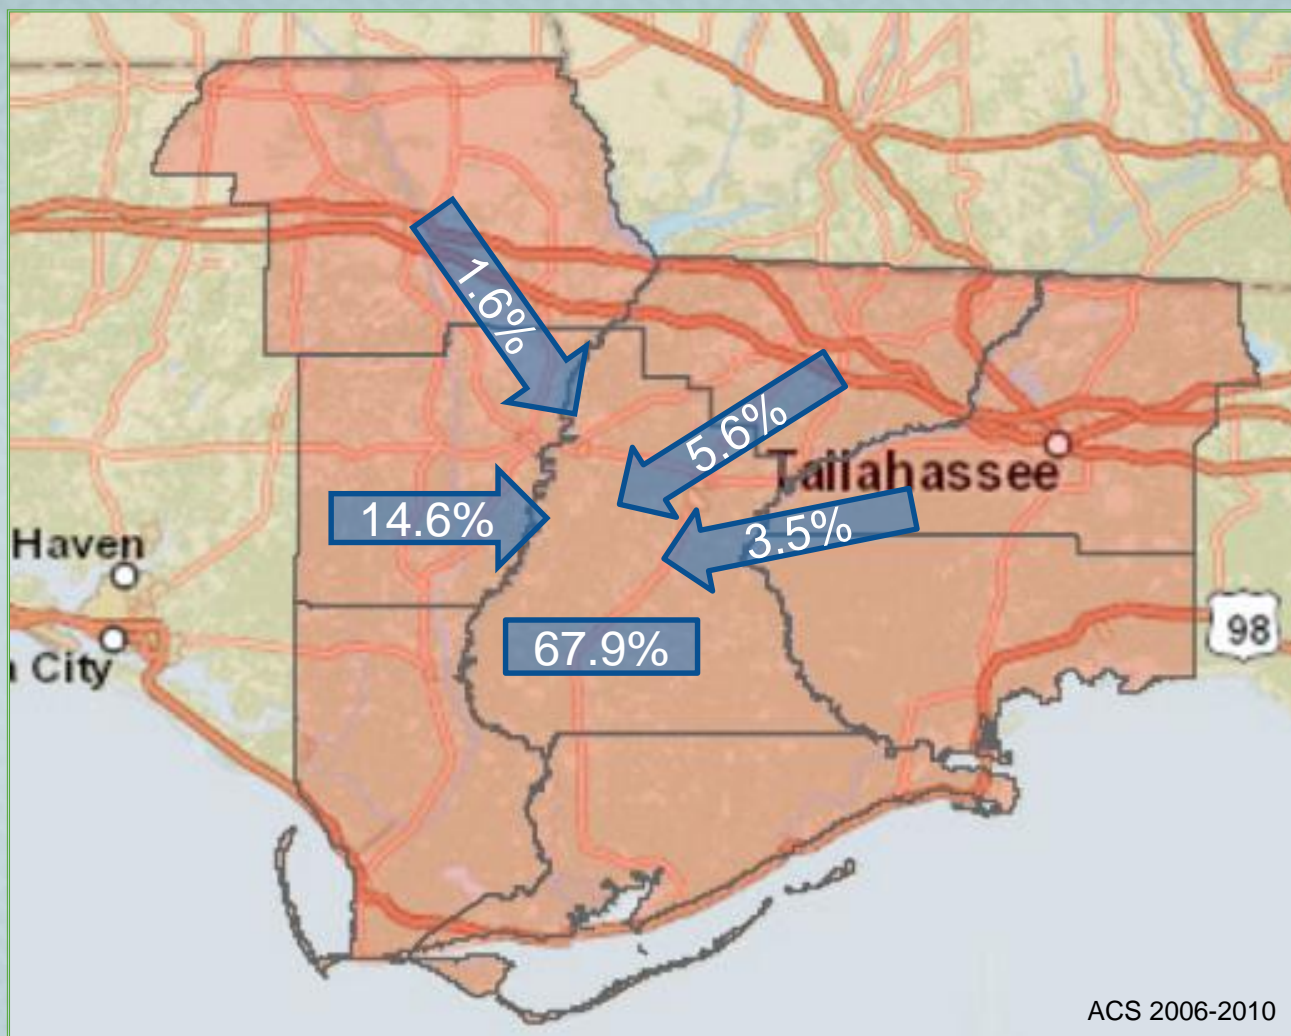 1.6%
5.6%
Tallahassee
14.6%
3.5%
Haven
67.9%
98
n City
ACS 2006-2010